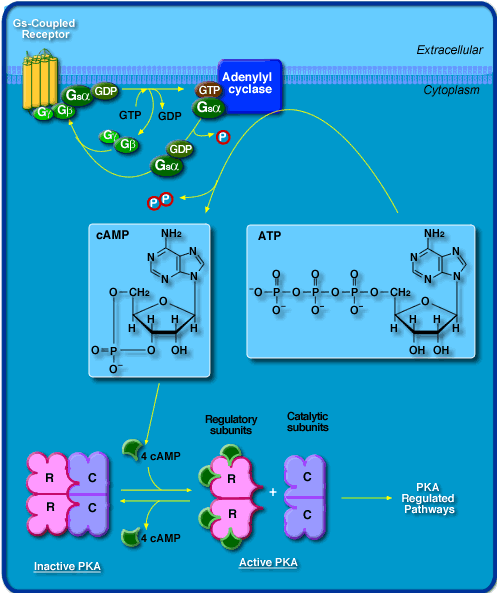 Gs-Coupled
Receptor
Extracellular
Cytoplasm
Adenylyl
cyclase
GTP
Gsα
GDP
Gsα
Gγ
Gβ
GTP
GDP
Gγ
Gβ
GDP
Gsα
P
P P
cAMP
NH2
N
N
N
N
O
CH2
O
H
H
H
H
O
P
O
OH
O−
ATP
NH2
N
N
N
N
O
O
O
−O
P
O
P
O
P
O
CH2
O
O−
O−
O−
H
H
H
H
OH
OH
4 cAMP
4 cAMP
R
C
R
C
Inactive PKA
Regulatory
subunits
Catalytic
subunits
R
R
+
C
C
Active PKA
PKA
Regulated
Pathways